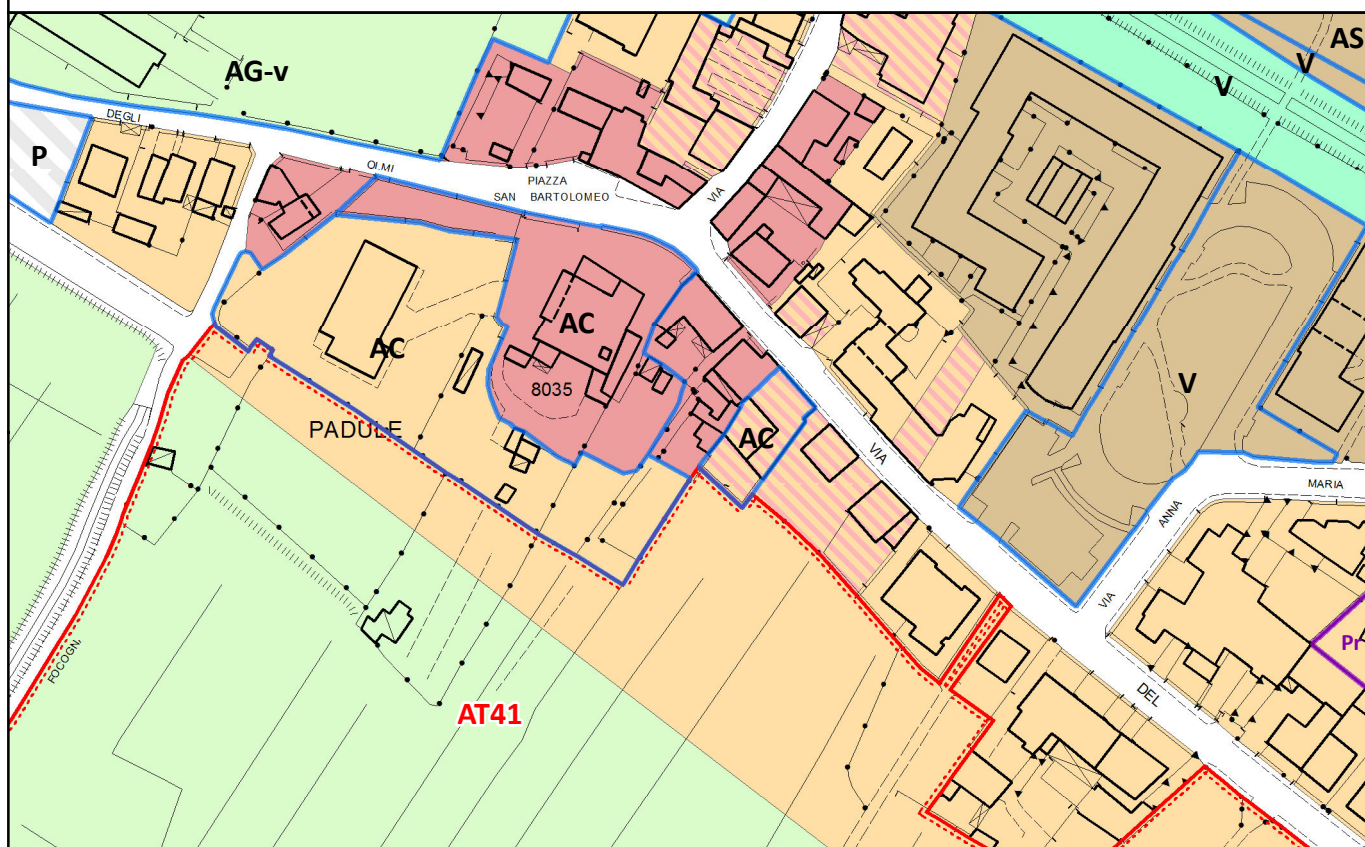 AS
V
V
AG-v
DEGLI
P
OLMI
PIAZZA
SAN BARTOLOMEO
VIA
AC
AC
8035
V
PADULE
AC
VIA
MARIA
ANNA
VIA
FOCOGN.
Pr
DEL
AT41